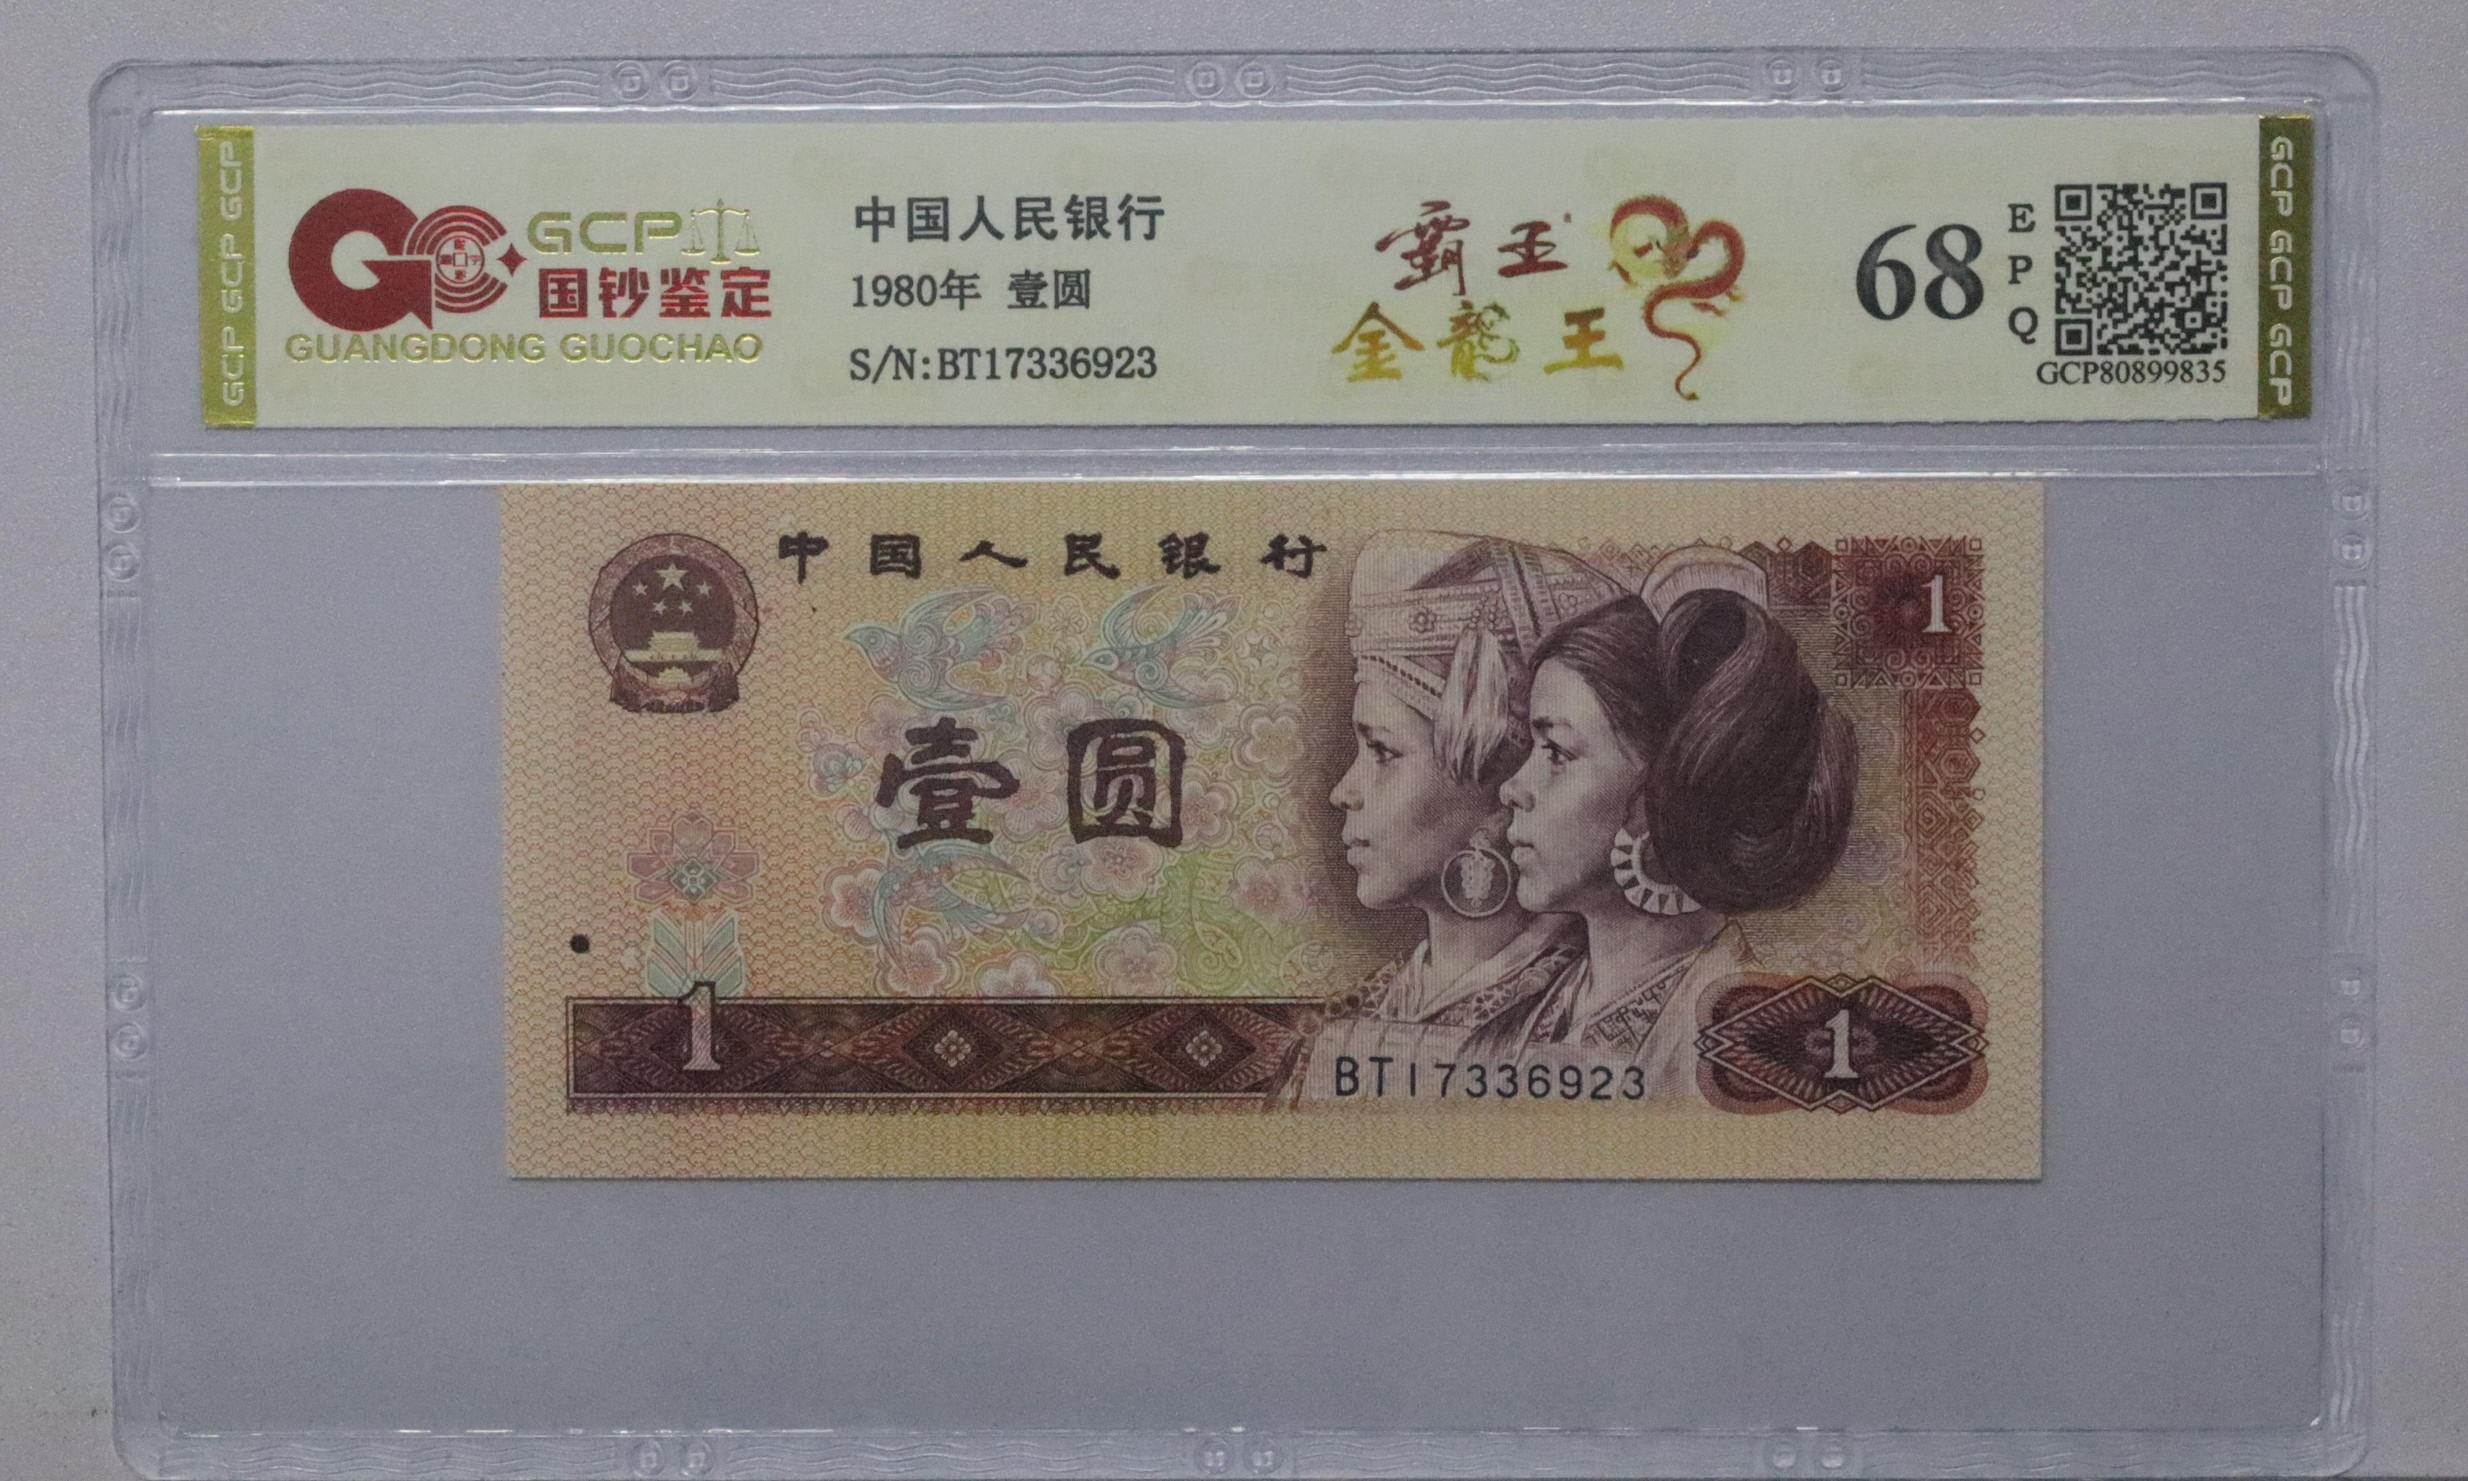 GCP GCP GCP
GCP
国钞鉴定
GUANGDONG GUOCHAO
中国人民银行
1980年 壹圆
S/N:BT17336923
霸王
金龍王
68
EPQ
GCP80899835
GCP GCP GCP
中国人民银行
1
壹圆
1
BT17336923
1